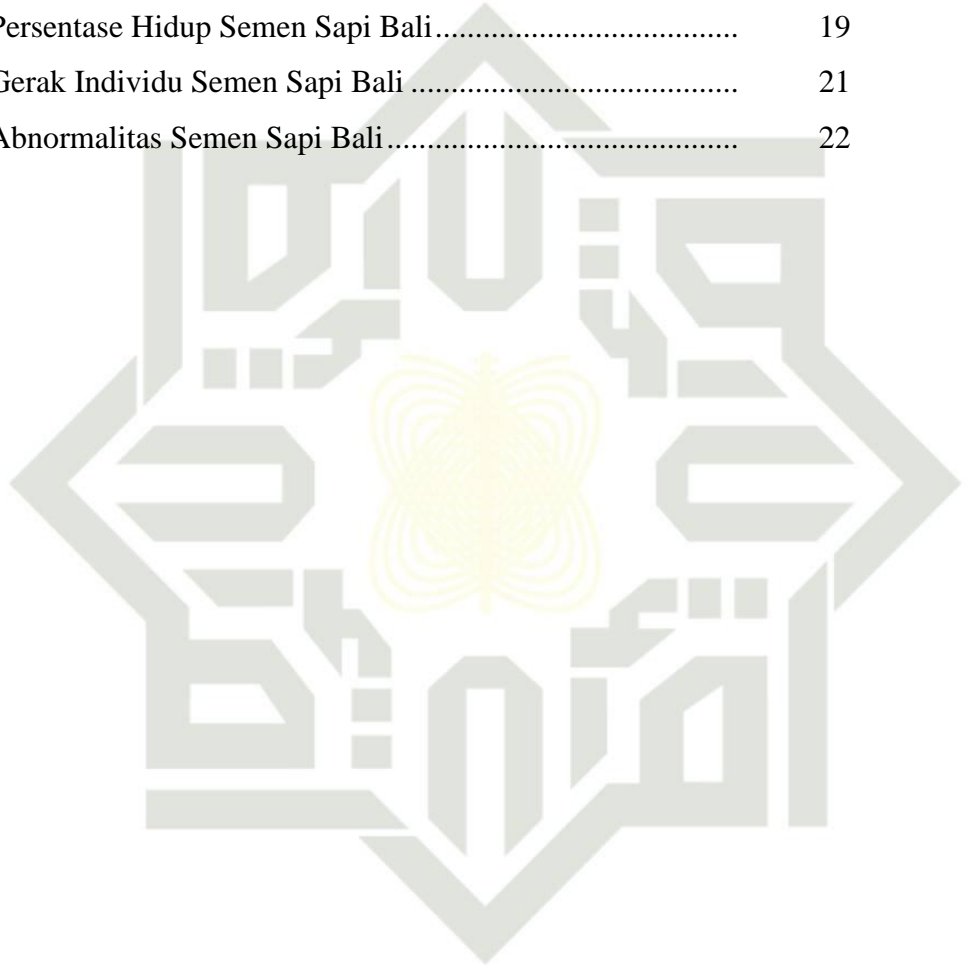 Persentase Hidup Semen Sapi Bali.................................. 19
Gerak Individu Semen Sapi Bali ..................................... 21
Abnormalitas Semen Sapi Bali....................................... 22